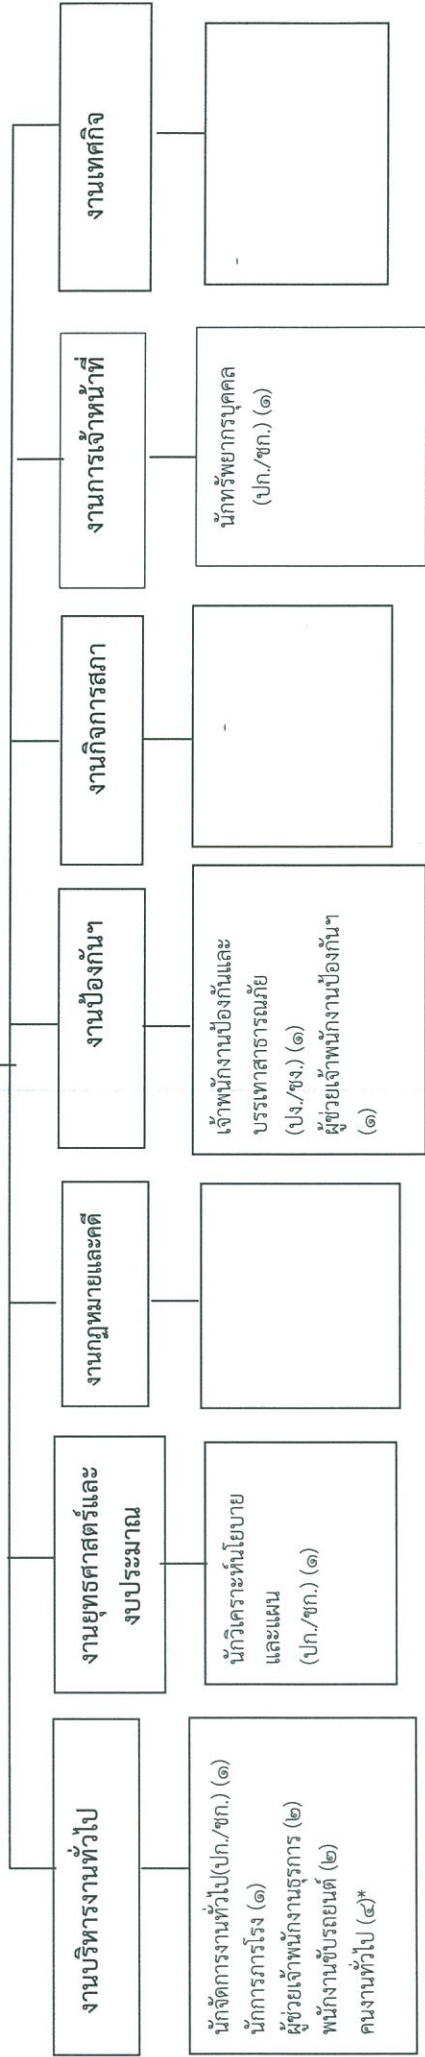 งานบริหารงานทั่วไป
นักจัดการงานทั่วไป(ปก./ชก.) (๑)
นักการภารโรง (๑)
ผู้ช่วยเจ้าพนักงานธุรการ (๒)
พนักงานขับรถยนต์ (๒)
คนงานทั่วไป (๔)*
งานยุทธศาสตร์และ
งบประมาณ
นักวิเคราะห์นโยบาย
และแผน
(ปก./ชก.) (๑)
งานกฎหมายและคดี
งานป้องกันฯ
เจ้าพนักงานป้องกันและ
บรรเทาสาธารณภัย
(ปง./ชง.) (๑)
ผู้ช่วยเจ้าพนักงานป้องกันฯ
(๑)
งานกิจการสภา
-
งานการเจ้าหน้าที่
นักทรัพยากรบุคคล
(ปก./ชก.) (๑)
งานเทศกิจ
-